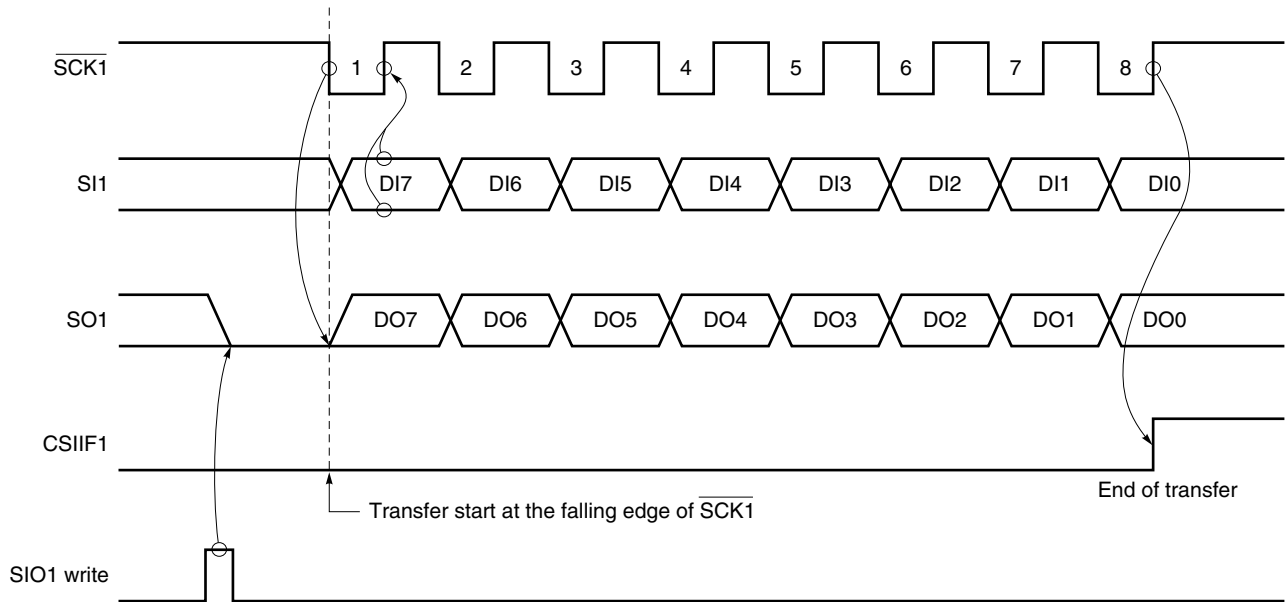 SCK1 1 2 3 4 5 6 7 8
SI1 DI7 DI6 DI5 DI4 DI3 DI2 DI1 DI0
SO1 DO7 DO6 DO5 DO4 DO3 DO2 DO1 DO0
CSIIF1
End of transfer
Transfer start at the falling edge of SCK1
SIO1 write